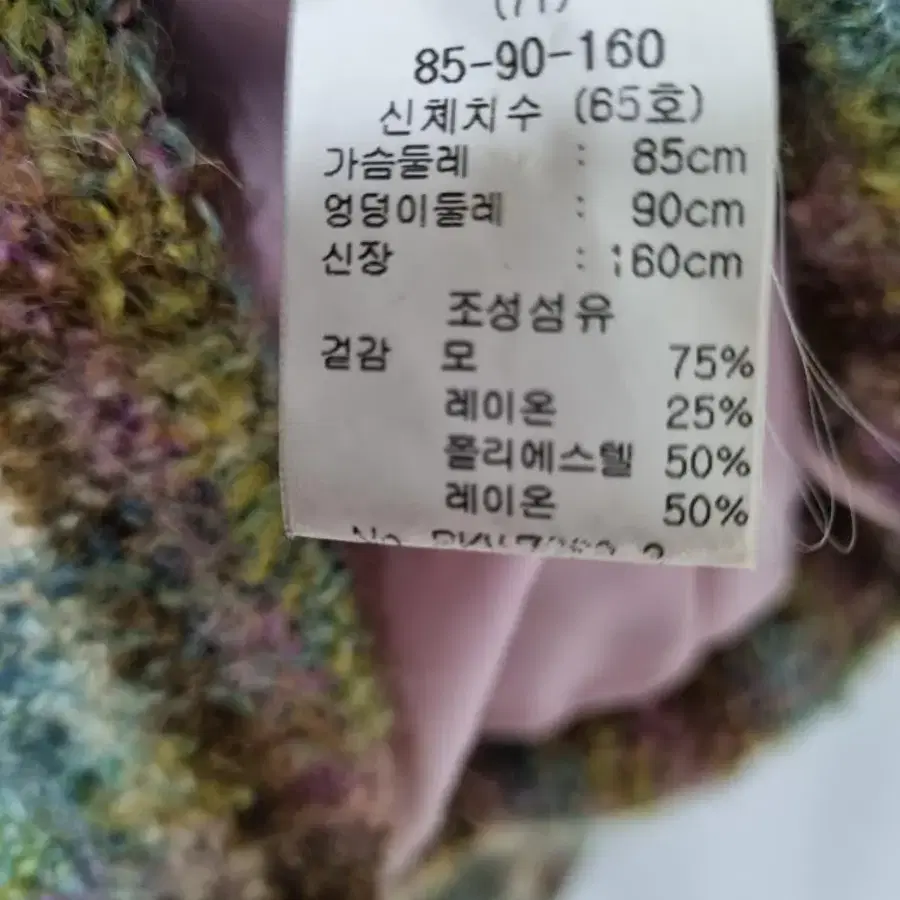 85-90-160
신체치수 (65호)
가슴둘레 : 85cm
엉덩이둘레 : 90cm
신장 : 160cm
조성섬유
겉감 모 75%
레이온 25%
폴리에스텔 50%
레이온 50%
No